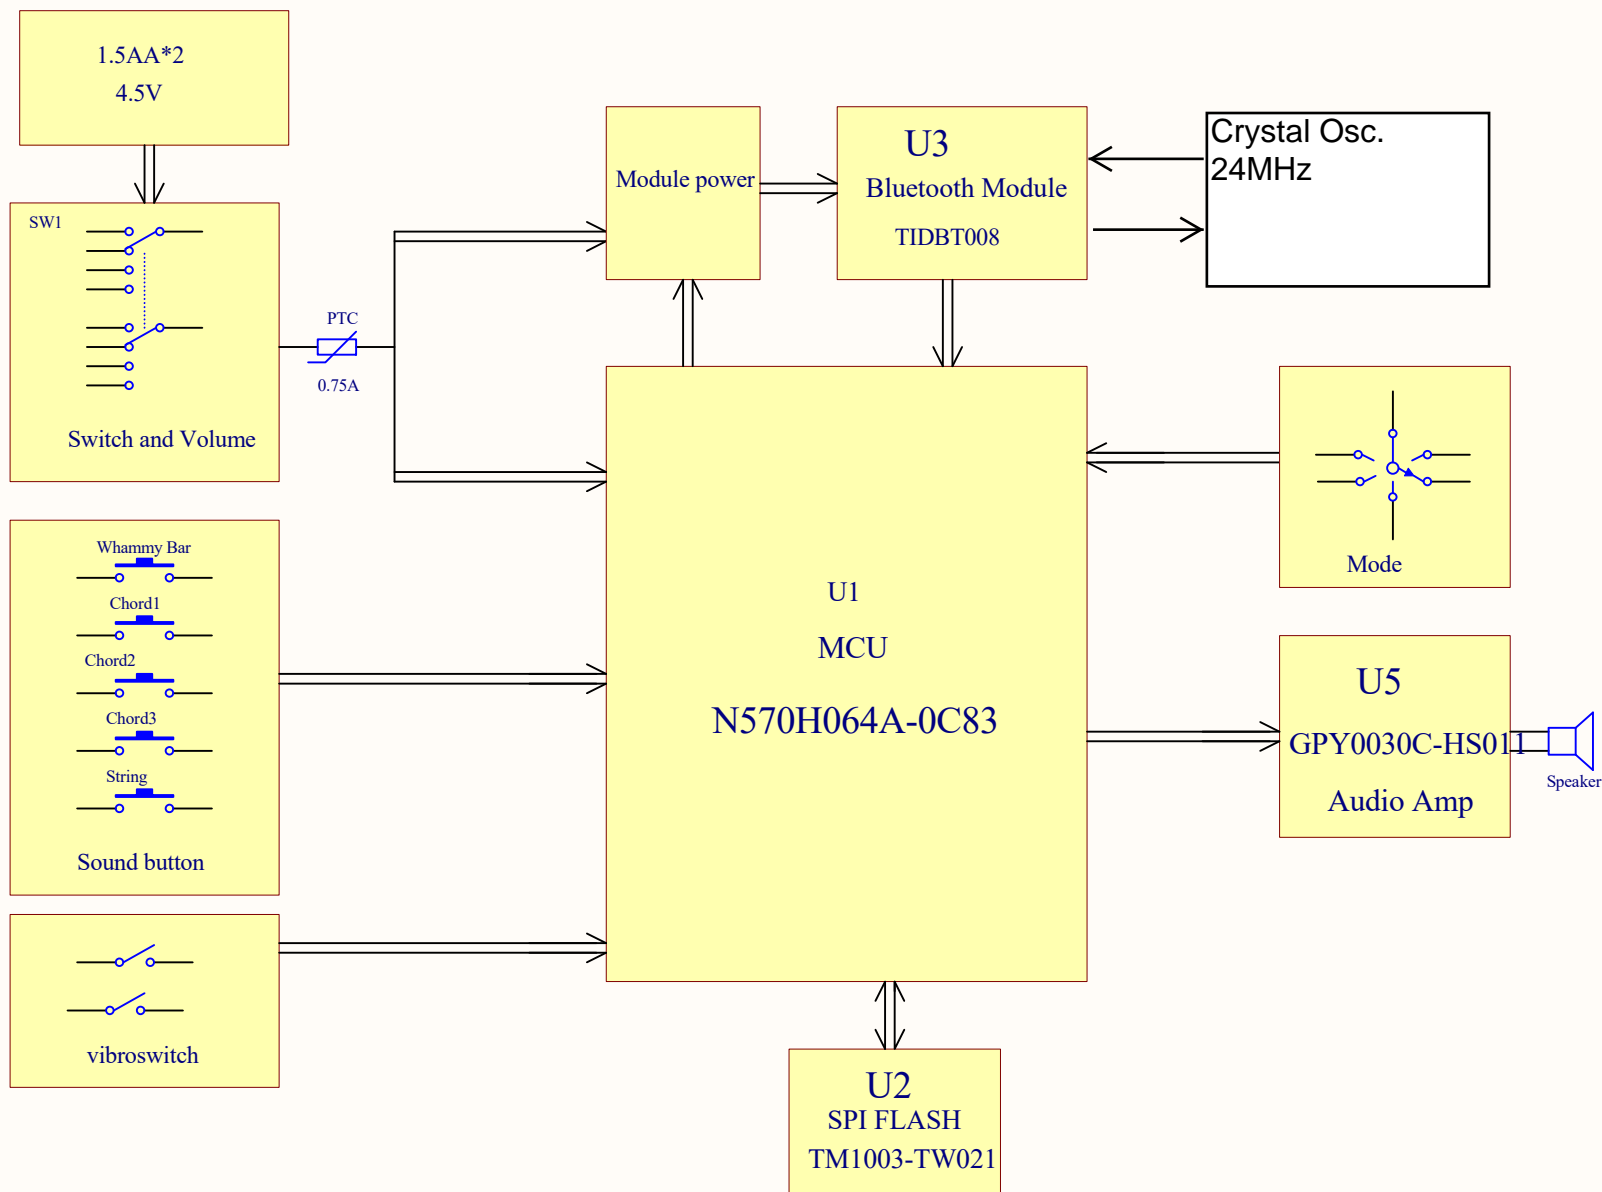 1.5AA*2
4.5V
SW1
Switch and Volume
PTC
0.75A
Module power
U3
Bluetooth Module
TIDBT008
Crystal Osc.
24MHz
Whammy Bar
Chord1
Chord2
Chord3
String
Sound button
vibroswitch
U1
MCU
N570H064A-0C83
Mode
U5
GPY0030C-HS011
Audio Amp
Speaker
U2
SPI FLASH
TM1003-TW021